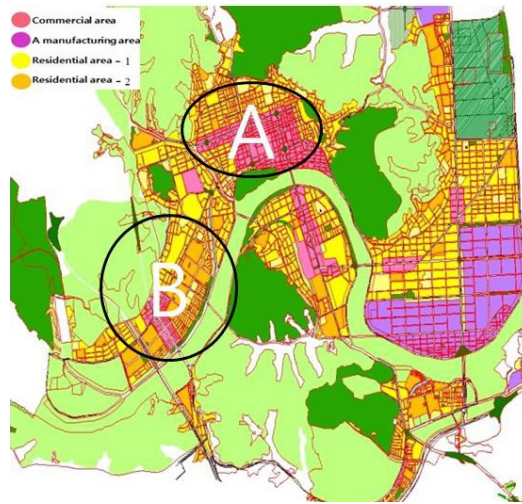 Commercial area
A manufacturing area
Residential area - 1
Residential area - 2
A
B